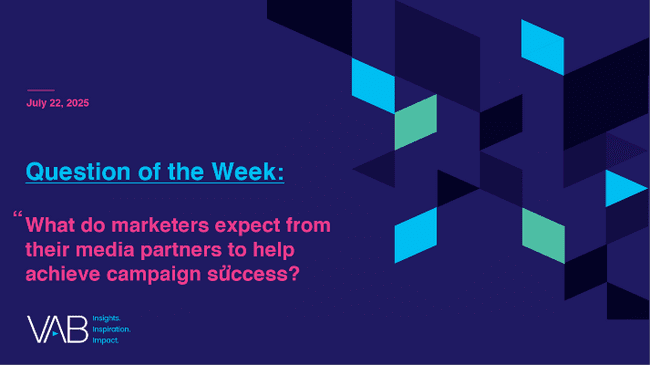 July 22, 2025
Question of the Week:
“What do marketers expect from
their media partners to help
achieve campaign success?”
VAB
Insights.
Inspiration.
Impact.